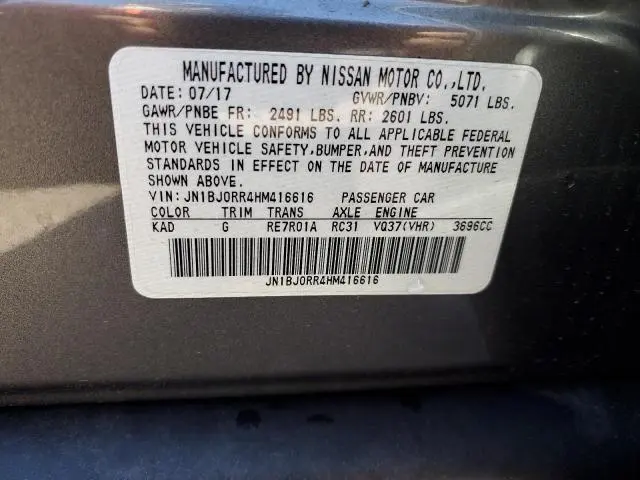 MANUFACTURED BY NISSAN MOTOR CO.,LTD.
DATE: 07/17 GVWR/PNBV: 5071 LBS.
GAWR/PNBE FR: 2491 LBS. RR: 2601 LBS.
THIS VEHICLE CONFORMS TO ALL APPLICABLE FEDERAL
MOTOR VEHICLE SAFETY,BUMPER,AND THEFT PREVENTION
STANDARDS IN EFFECT ON THE DATE OF MANUFACTURE
SHOWN ABOVE.
VIN: JN1BJ0RR4HM416616 PASSENGER CAR
COLOR TRIM TRANS AXLE ENGINE
KAD G RE7R01A RC31 VQ37(VHR) 3696CC
JN1BJ0RR4HM416616